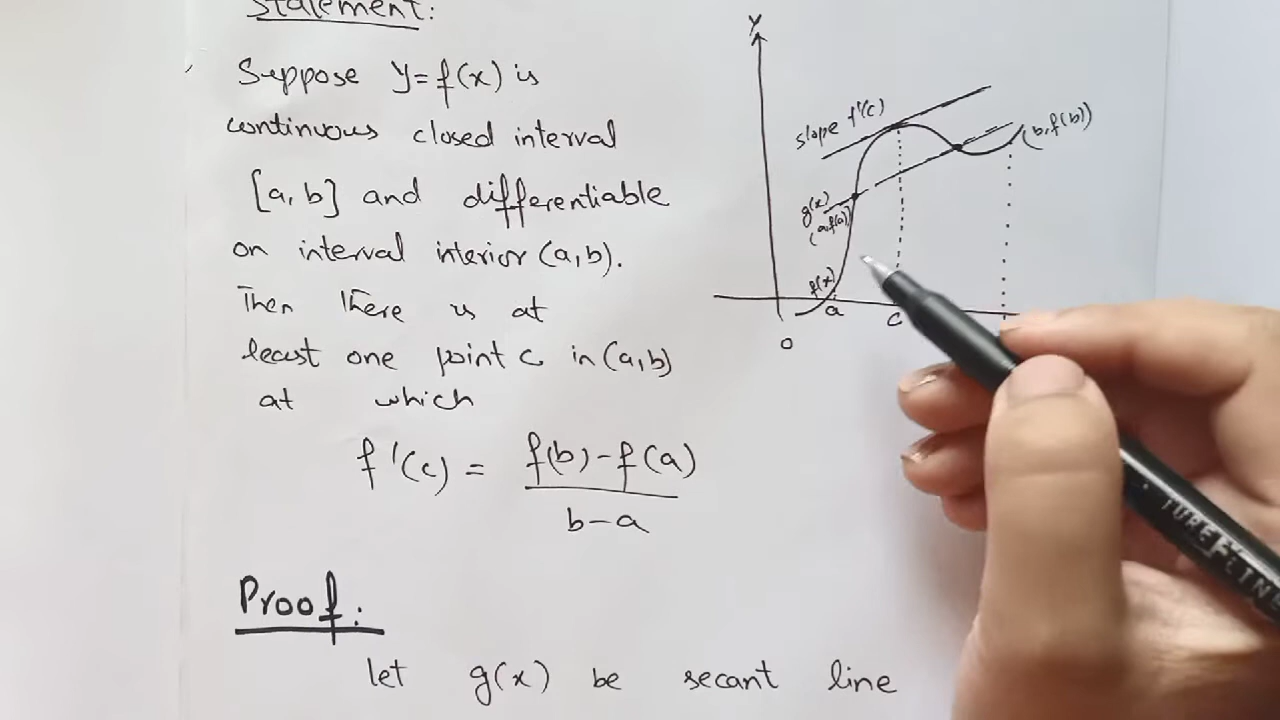 Statement:
Suppose y=f(x) is
continuous closed interval
[a,b] and differentiable
on interval interior (a,b).
Then there is at
least one point c in (a,b)
at which
f'(c) = f(b)-f(a)
b-a
Proof:
let g(x) be secant line
Y
slope f'(c)
(b,f(b))
g(x)
(a,f(a))
f(x)
a
c
o